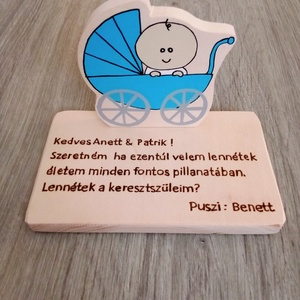 Kedves Anett & Patrik !
Szeretném ha ezentúl velem lennétek
életem minden fontos pillanatában.
Lennétek a keresztszüleim?
Puszi : Benett